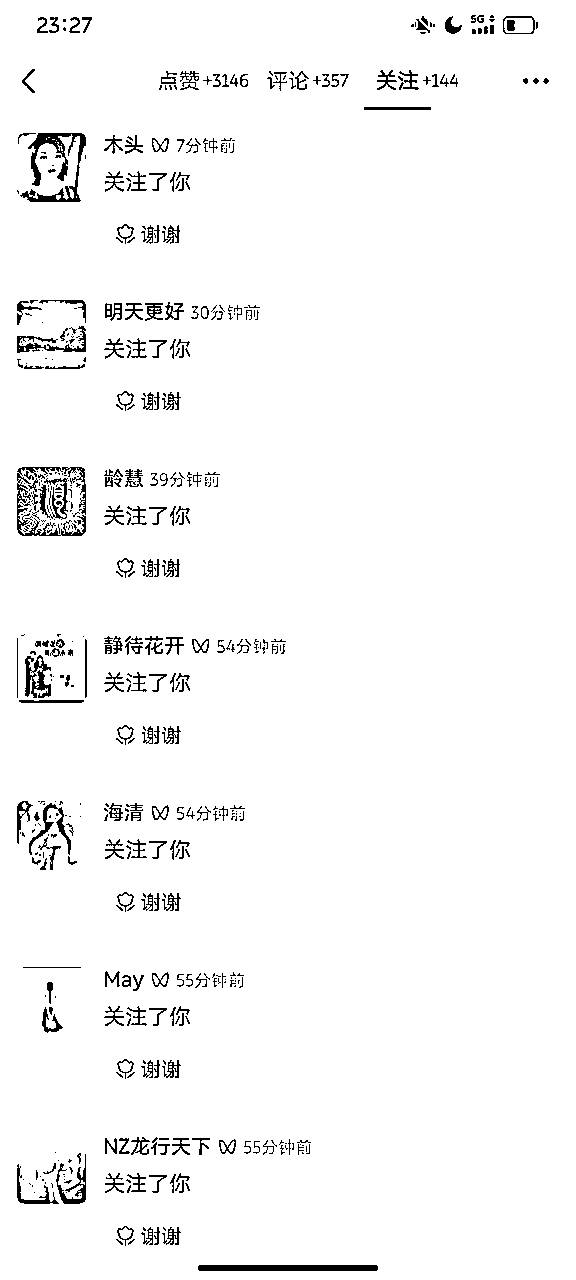 23:27
5G
点赞+3146 评论+357 关注+144
木头 7分钟前
关注了你
谢谢
明天更好 30分钟前
关注了你
谢谢
龄慧 39分钟前
关注了你
谢谢
静待花开 54分钟前
关注了你
谢谢
海清 54分钟前
关注了你
谢谢
May 55分钟前
关注了你
谢谢
NZ龙行天下 55分钟前
关注了你
谢谢